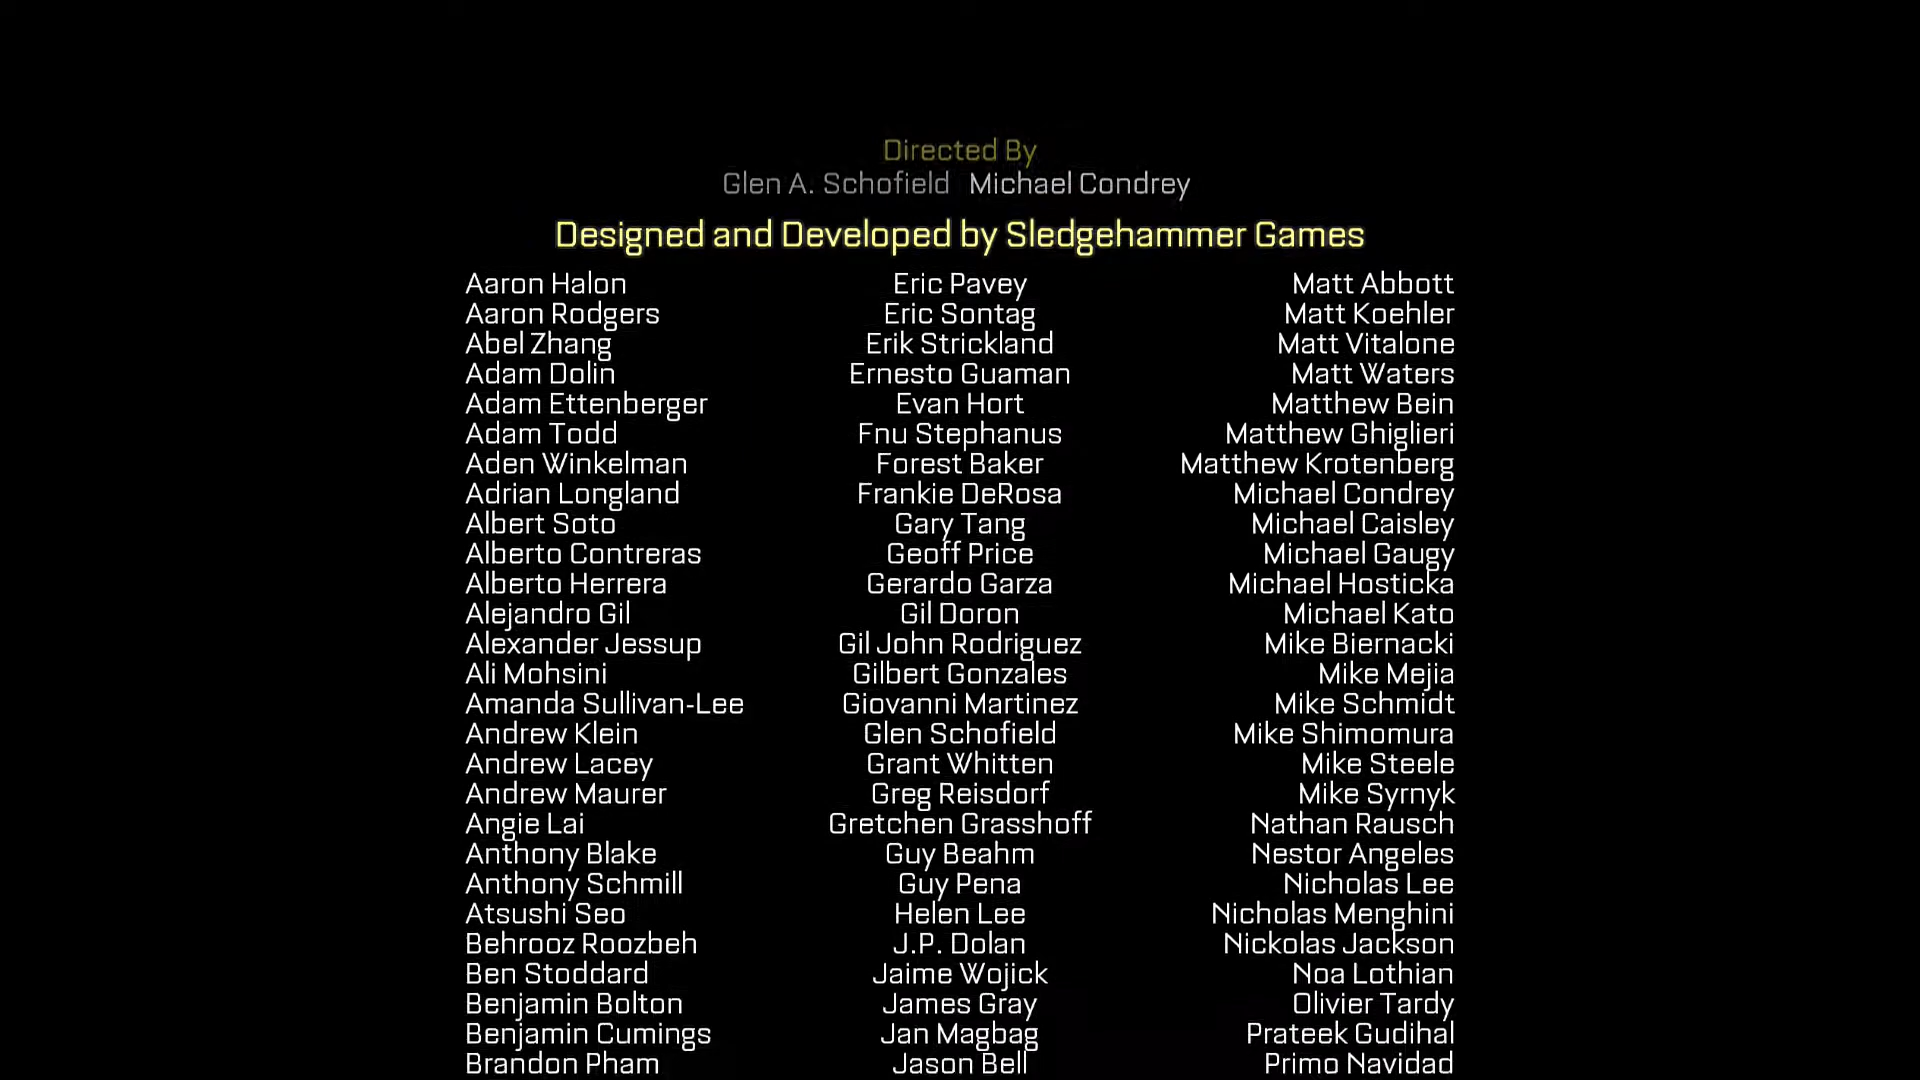 Directed By
Glen A. Schofield Michael Condrey
Designed and Developed by Sledgehammer Games
Aaron Halon Eric Pavey Matt Abbott
Aaron Rodgers Eric Sontag Matt Koehler
Abel Zhang Erik Strickland Matt Vitalone
Adam Dolin Ernesto Guaman Matt Waters
Adam Ettenberger Evan Hort Matthew Bein
Adam Todd Fnu Stephanus Matthew Ghiglieri
Aden Winkelman Forest Baker Matthew Krotenberg
Adrian Longland Frankie DeRosa Michael Condrey
Albert Soto Gary Tang Michael Caisley
Alberto Contreras Geoff Price Michael Gaugy
Alberto Herrera Gerardo Garza Michael Hosticka
Alejandro Gil Gil Doron Michael Kato
Alexander Jessup Gil John Rodriguez Mike Biernacki
Ali Mohsini Gilbert Gonzales Mike Mejia
Amanda Sullivan-Lee Giovanni Martinez Mike Schmidt
Andrew Klein Glen Schofield Mike Shimomura
Andrew Lacey Grant Whitten Mike Steele
Andrew Maurer Greg Reisdorf Mike Syrnyk
Angie Lai Gretchen Grasshoff Nathan Rausch
Anthony Blake Guy Beahm Nestor Angeles
Anthony Schmill Guy Pena Nicholas Lee
Atsushi Seo Helen Lee Nicholas Menghini
Behrooz Roozbeh J.P. Dolan Nickolas Jackson
Ben Stoddard Jaime Wojick Noa Lothian
Benjamin Bolton James Gray Olivier Tardy
Benjamin Cumings Jan Magbag Prateek Gudihal
Brandon Pham Jason Bell Primo Navidad